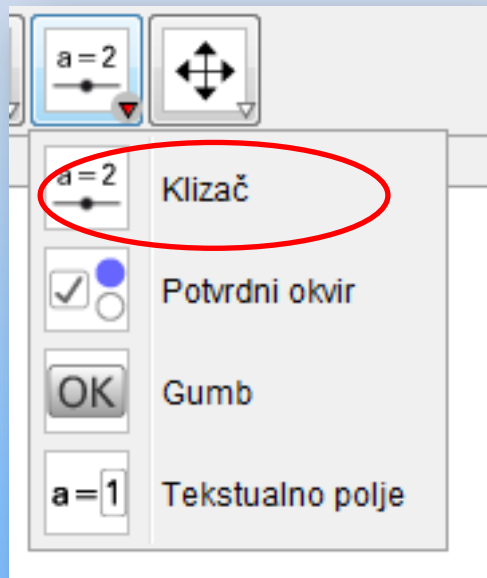 a = 2
a = 2
Klizač
Potvrdni okvir
OK
Gumb
a = 1
Tekstualno polje